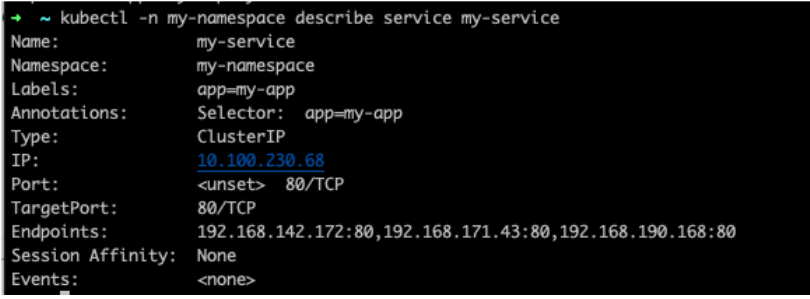 ➜ ~ kubectl -n my-namespace describe service my-service
Name: my-service
Namespace: my-namespace
Labels: app=my-app
Annotations: Selector: app=my-app
Type: ClusterIP
IP: 10.100.230.68
Port: <unset> 80/TCP
TargetPort: 80/TCP
Endpoints: 192.168.142.172:80,192.168.171.43:80,192.168.190.168:80
Session Affinity: None
Events: <none>